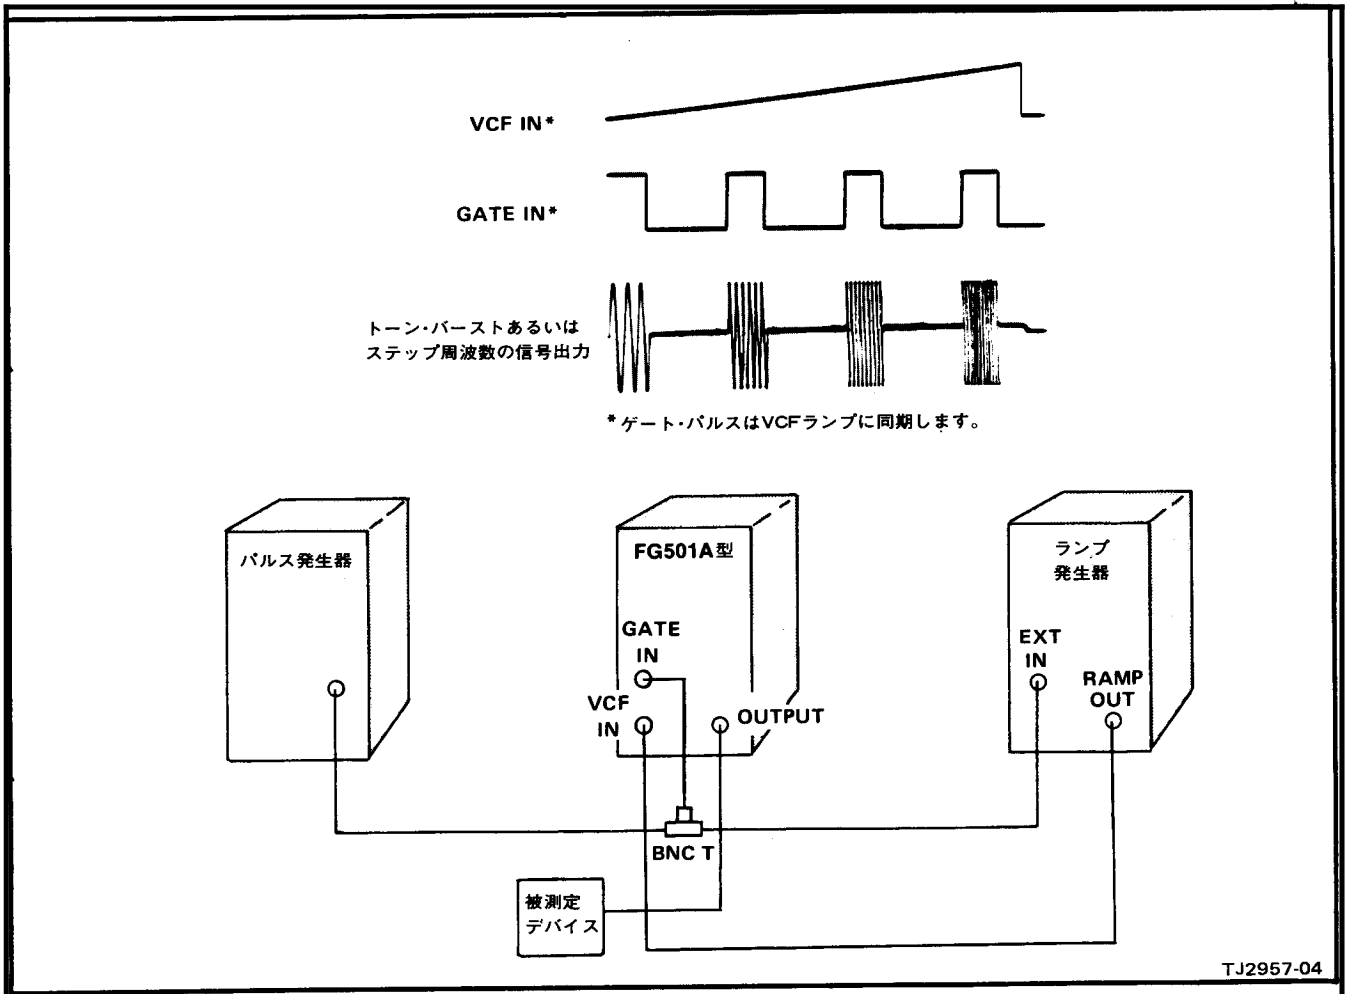 VCF IN*
GATE IN*
トーン・バーストあるいは
ステップ周波数の信号出力
*ゲート・パルスはVCFランプに同期します。
パルス発生器
FG501A型
GATE
IN
VCF
IN
OUTPUT
ランプ
発生器
EXT
IN
RAMP
OUT
BNC T
被測定
デバイス
TJ2957-04